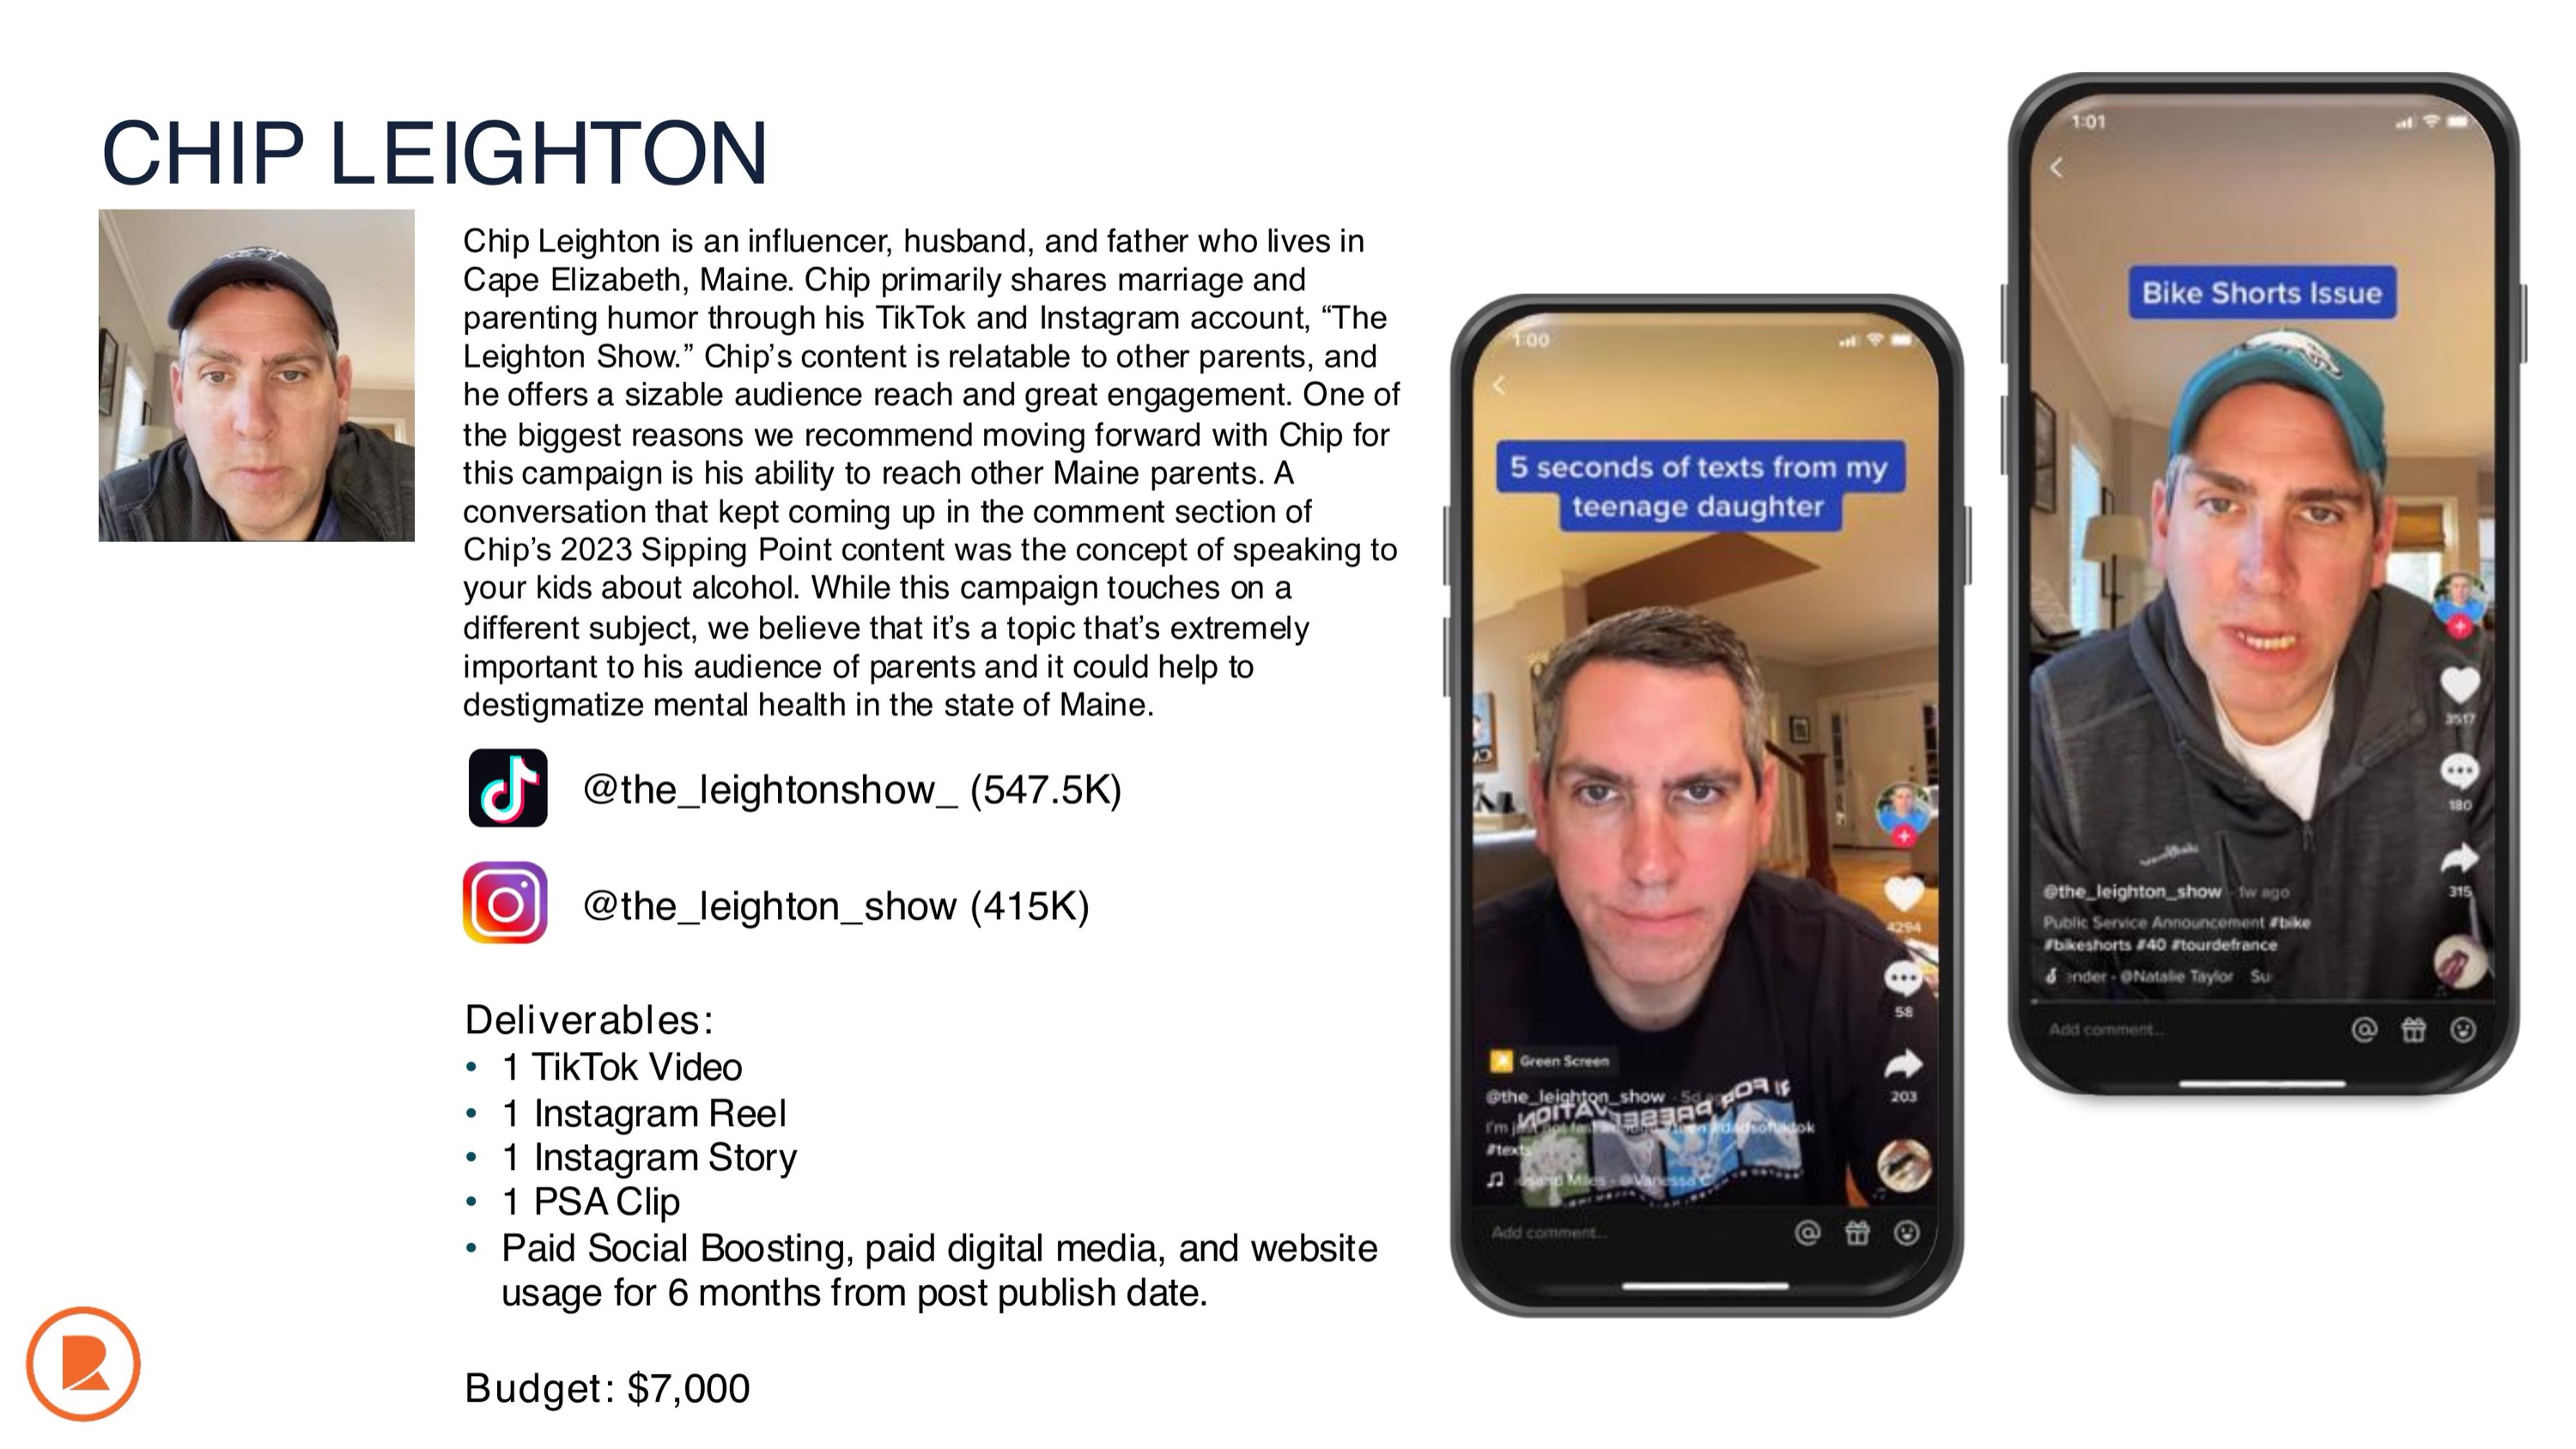 CHIP LEIGHTON
Chip Leighton is an influencer, husband, and father who lives in
Cape Elizabeth, Maine. Chip primarily shares marriage and
parenting humor through his TikTok and Instagram account, “The
Leighton Show.” Chip’s content is relatable to other parents, and
he offers a sizable audience reach and great engagement. One of
the biggest reasons we recommend moving forward with Chip for
this campaign is his ability to reach other Maine parents. A
conversation that kept coming up in the comment section of
Chip’s 2023 Sipping Point content was the concept of speaking to
your kids about alcohol. While this campaign touches on a
different subject, we believe that it’s a topic that’s extremely
important to his audience of parents and it could help to
destigmatize mental health in the state of Maine.
@the_leightonshow_ (547.5K)
@the_leighton_show (415K)
Deliverables:
• 1 TikTok Video
• 1 Instagram Reel
• 1 Instagram Story
• 1 PSA Clip
• Paid Social Boosting, paid digital media, and website
usage for 6 months from post publish date.
Budget: $7,000
1:00
5 seconds of texts from my
teenage daughter
4294
58
203
Green Screen
@the_leighton_show
#texts
Add comment...
1:01
Bike Shorts Issue
3517
180
315
@the_leighton_show · 1w ago
Public Service Announcement #bike
#bikeshorts #40 #tourdefrance
ender - @Natalie Taylor Su
Add comment...